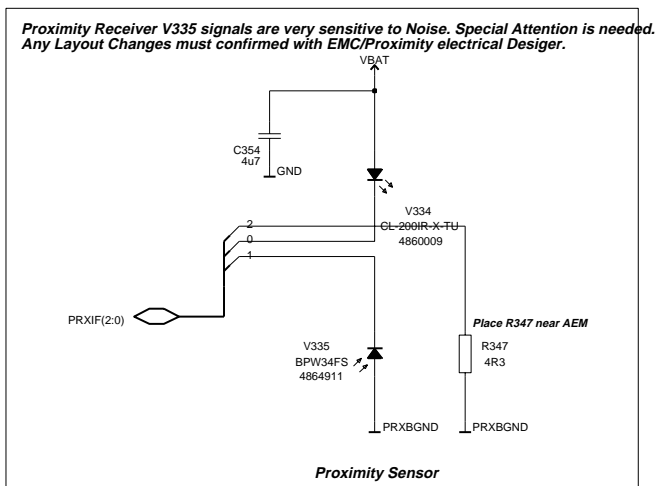 Proximity Receiver V335 signals are very sensitive to Noise. Special Attention is needed.
Any Layout Changes must confirmed with EMC/Proximity electrical Desiger.
VBAT
C354
4u7
GND
V334
CL-200IR-X-TU
4860009
2
0
1
PRXIF(2:0)
Place R347 near AEM
V335
BPW34FS
4864911
R347
4R3
PRXBGND
PRXBGND
Proximity Sensor